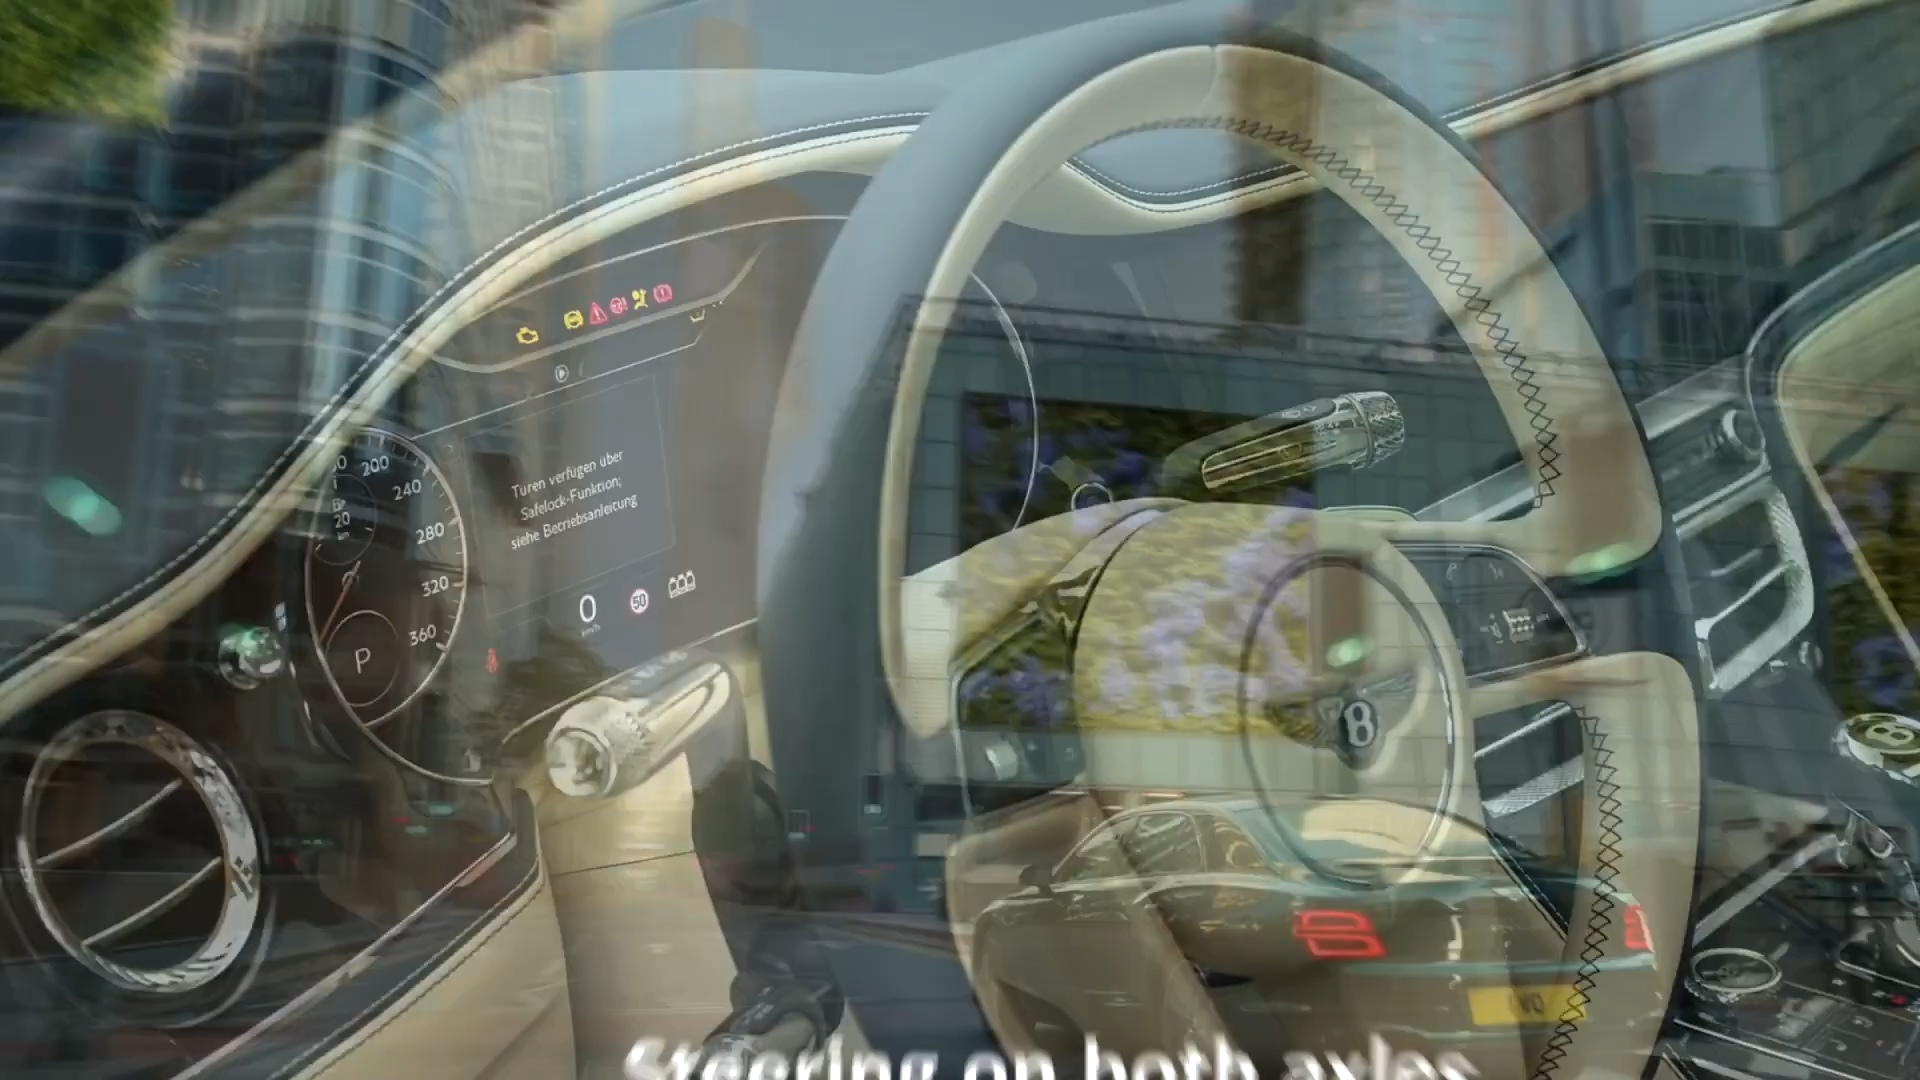 200
240
280
320
360
20
P
Türen verfügen über
Safelock-Funktion;
siehe Betriebsanleitung
0
km/h
50
B
B
Steering on both axles